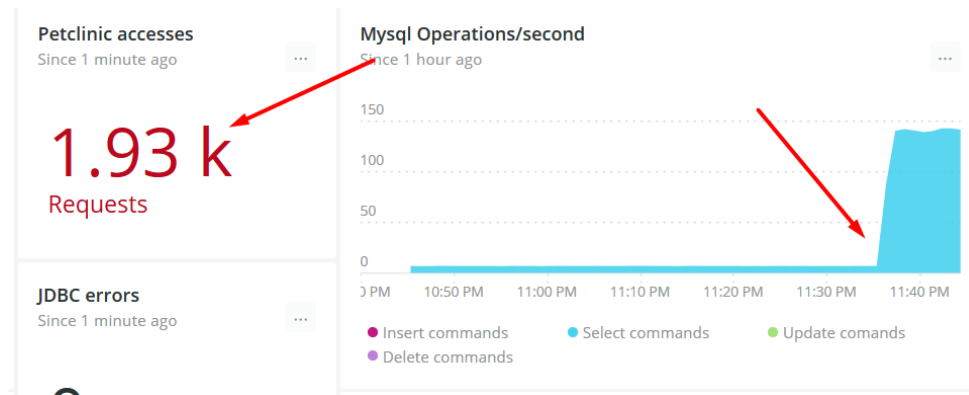 Petclinic accesses
Since 1 minute ago
...
1.93 k
Requests
JDBC errors
Since 1 minute ago
...
Mysql Operations/second
Since 1 hour ago
...
150
100
50
0
PM 10:50 PM 11:00 PM 11:10 PM 11:20 PM 11:30 PM 11:40 PM
Insert commands Select commands Update comands
Delete commands